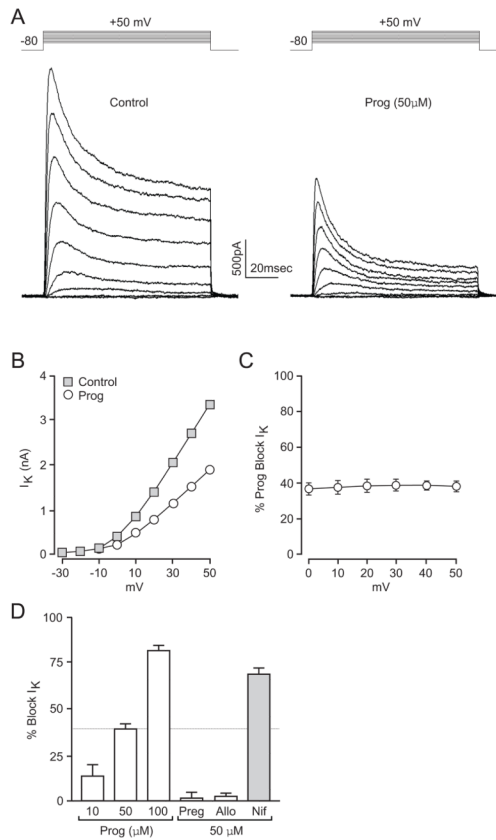 A
+50 mV +50 mV
-80 -80
Control Prog (50µM)
500pA
20msec
B
4
3
2
1
0
I K (nA)
Control
Prog
-30 -10 10 30 50
mV
C
100
80
60
40
20
0
% Prog Block I K
0 10 20 30 40 50
mV
D
100
75
50
25
0
% Block I K
10 50 100 Preg Allo Nif
Prog (µM) 50 µM